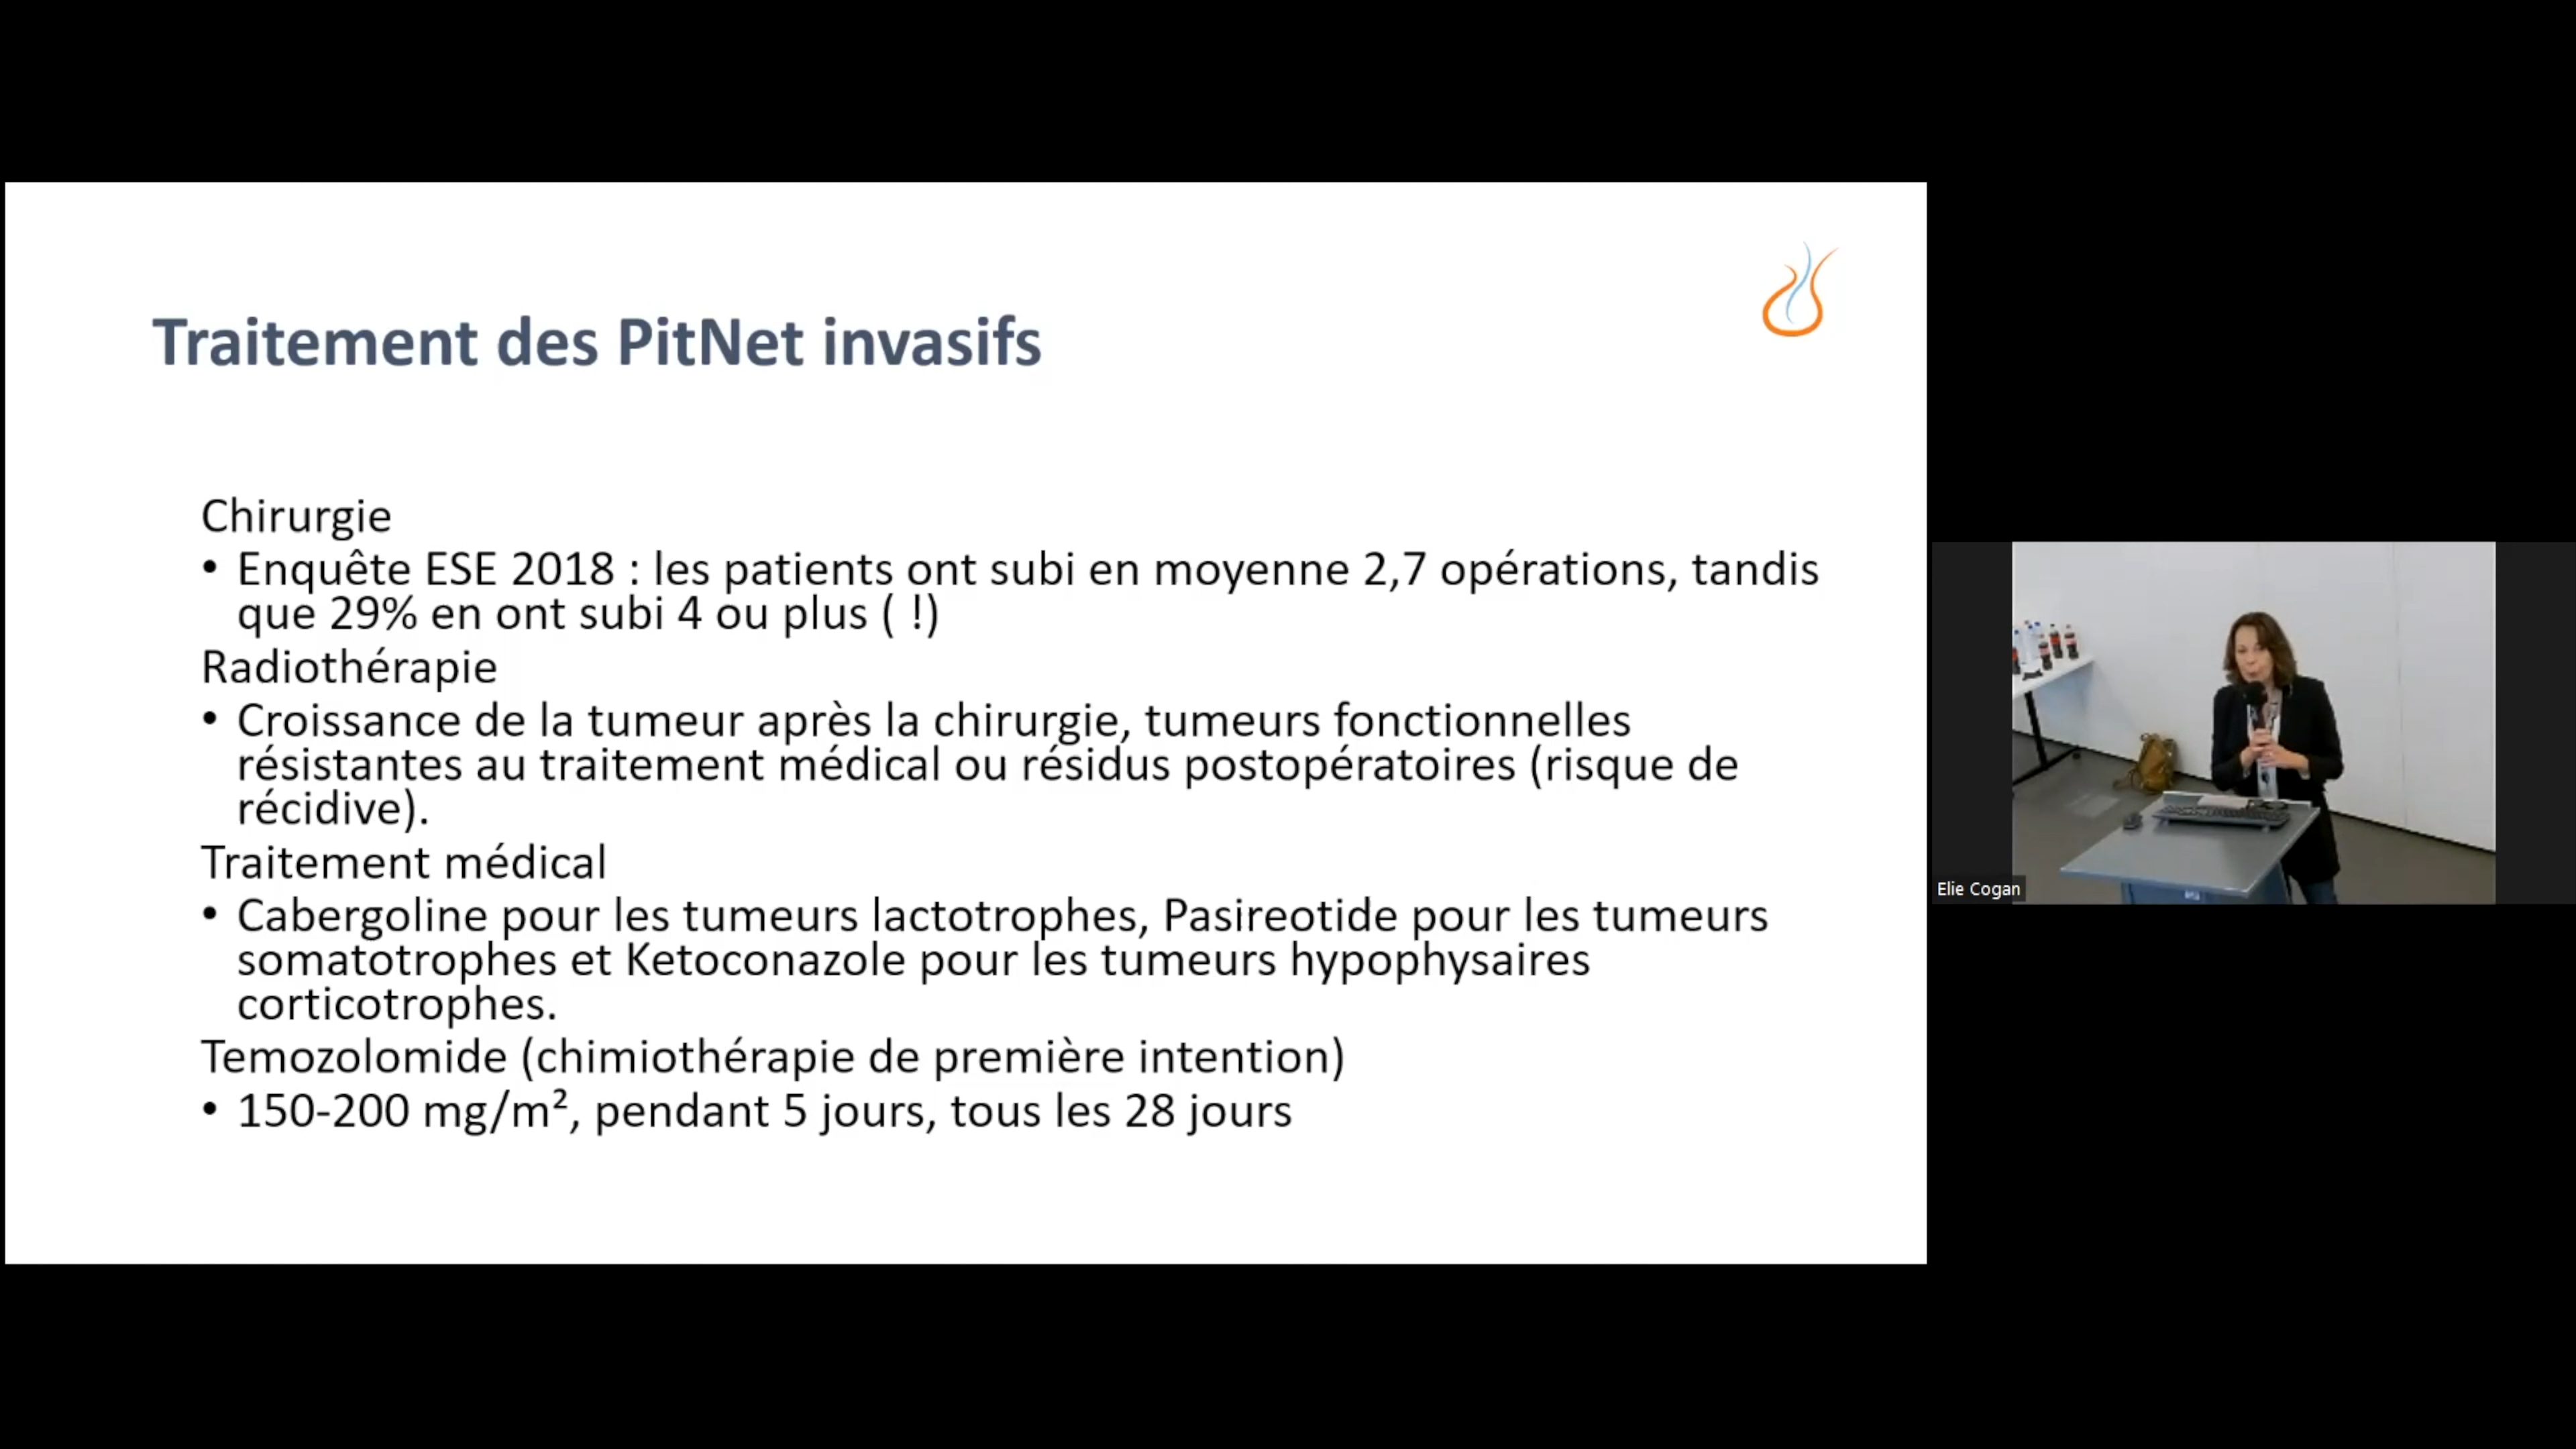 Traitement des PitNet invasifs
Chirurgie
• Enquête ESE 2018 : les patients ont subi en moyenne 2,7 opérations, tandis
que 29% en ont subi 4 ou plus ( !)
Radiothérapie
• Croissance de la tumeur après la chirurgie, tumeurs fonctionnelles
résistantes au traitement médical ou résidus postopératoires (risque de
récidive).
Traitement médical
• Cabergoline pour les tumeurs lactotrophes, Pasireotide pour les tumeurs
somatotrophes et Ketoconazole pour les tumeurs hypophysaires
corticotrophes.
Temozolomide (chimiothérapie de première intention)
• 150-200 mg/m², pendant 5 jours, tous les 28 jours
Elie Cogan